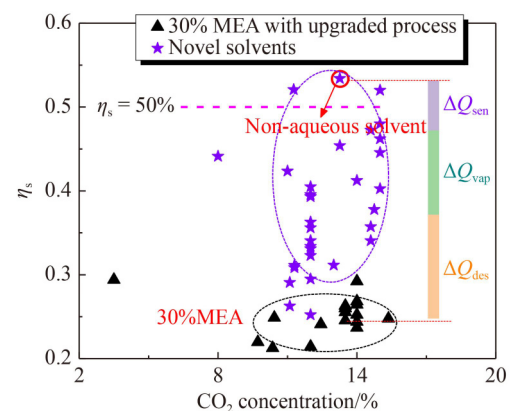 30% MEA with upgraded process
Novel solvents
0.6
0.5
0.4
0.3
0.2
ηs
ηs = 50%
Non-aqueous solvent
30%MEA
ΔQsen
ΔQvap
ΔQdes
2
8
14
20
CO2 concentration/%